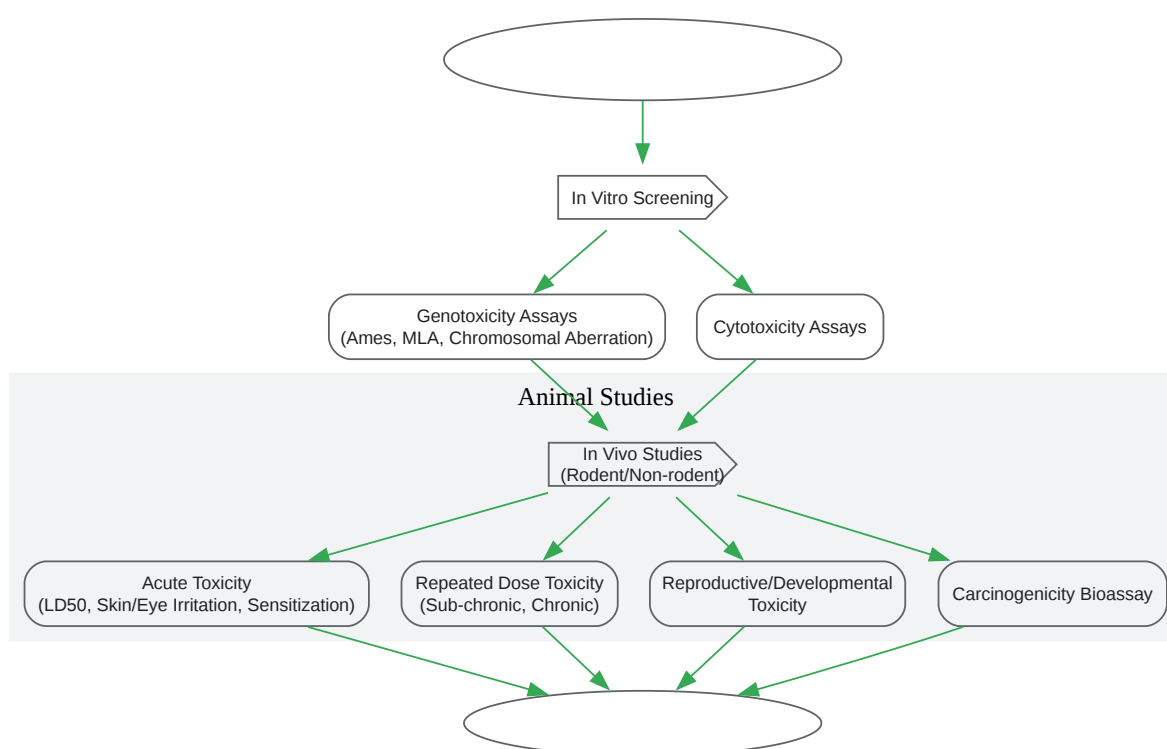 In Vitro Screening
Genotoxicity Assays
(Ames, MLA, Chromosomal Aberration)
Cytotoxicity Assays
Animal Studies
In Vivo Studies
(Rodent/Non-rodent)
Acute Toxicity
(LD50, Skin/Eye Irritation, Sensitization)
Repeated Dose Toxicity
(Sub-chronic, Chronic)
Reproductive/Developmental
Toxicity
Carcinogenicity Bioassay